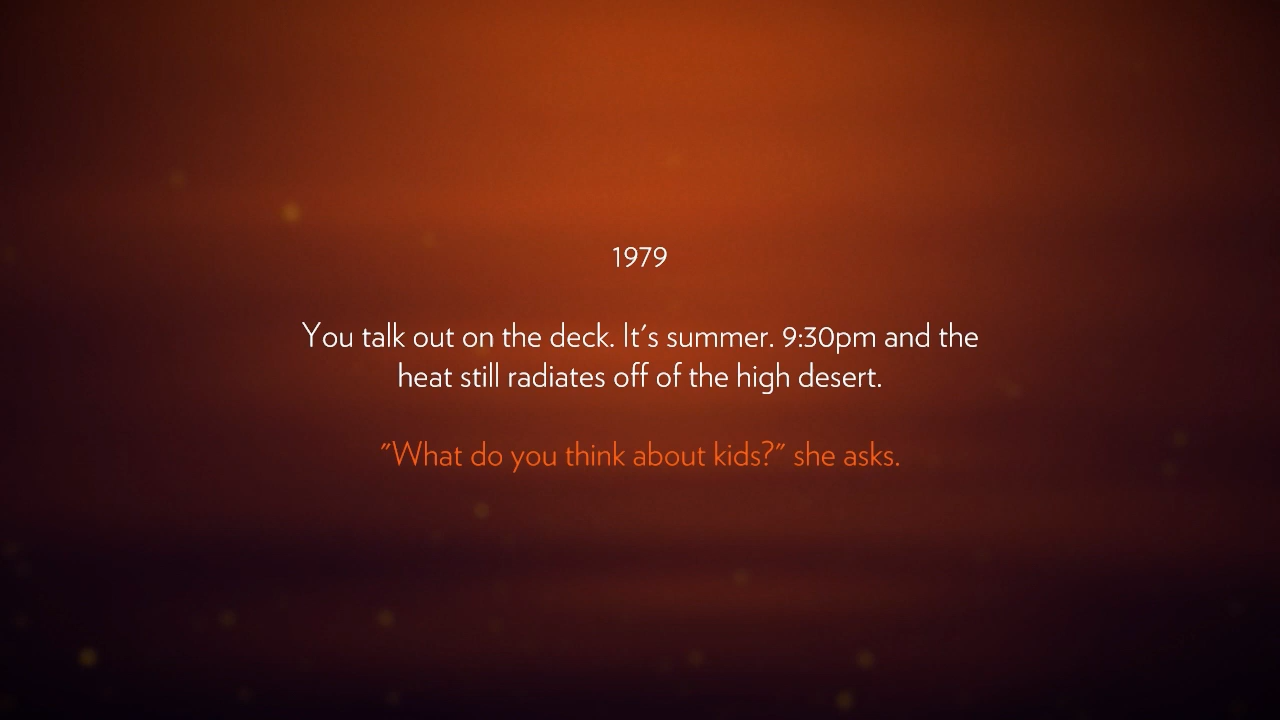 1979
You talk out on the deck. It's summer. 9:30pm and the
heat still radiates off of the high desert.
"What do you think about kids?" she asks.